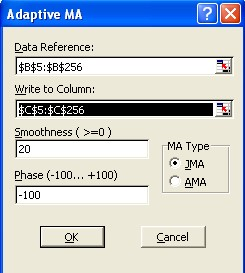 Adaptive MA
Data Reference:
$B$5:$B$256
Write to Column:
$C$5:$C$256
Smoothness ( >=0 )
20
Phase (-100... +100)
-100
MA Type
JMA
AMA
OK
Cancel